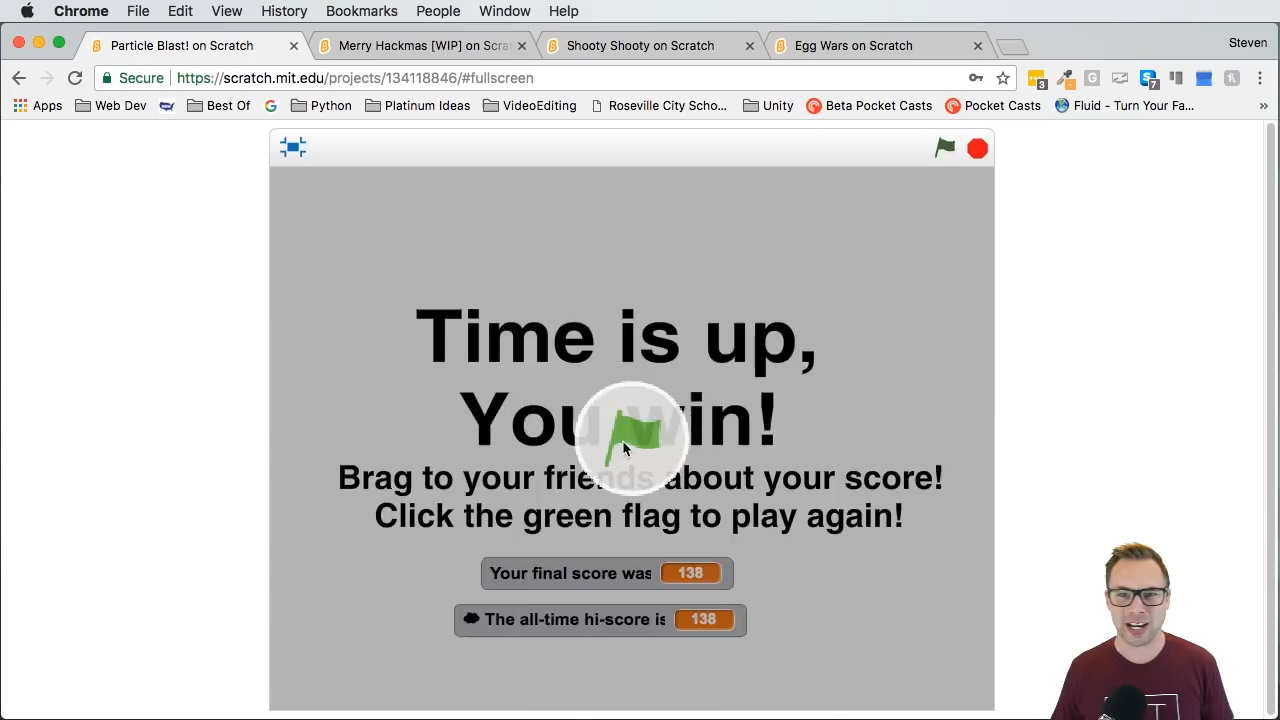 Chrome File Edit View History Bookmarks People Window Help
Particle Blast! on Scratch Merry Hackmas [WIP] on Scra Shooty Shooty on Scratch Egg Wars on Scratch Steven
Secure https://scratch.mit.edu/projects/134118846/#fullscreen 3 7
Apps Web Dev Best Of Python Platinum Ideas VideoEditing Roseville City Scho... Unity Beta Pocket Casts Pocket Casts Fluid - Turn Your Fa... »
Time is up,
You win!
Brag to your friends about your score!
Click the green flag to play again!
Your final score was 138
The all-time hi-score is 138